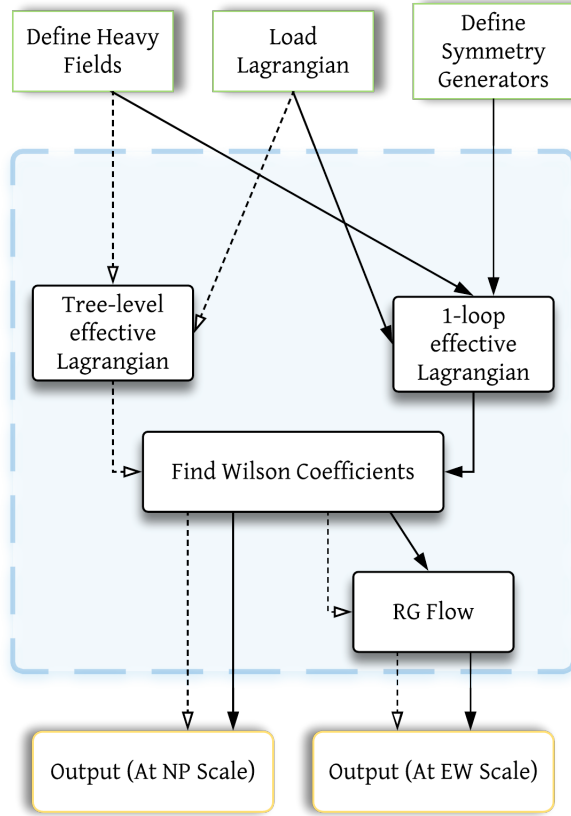 Define Heavy
Fields
Load
Lagrangian
Define
Symmetry
Generators
Tree-level
effective
Lagrangian
1-loop
effective
Lagrangian
Find Wilson Coefficients
RG Flow
Output (At NP Scale)
Output (At EW Scale)